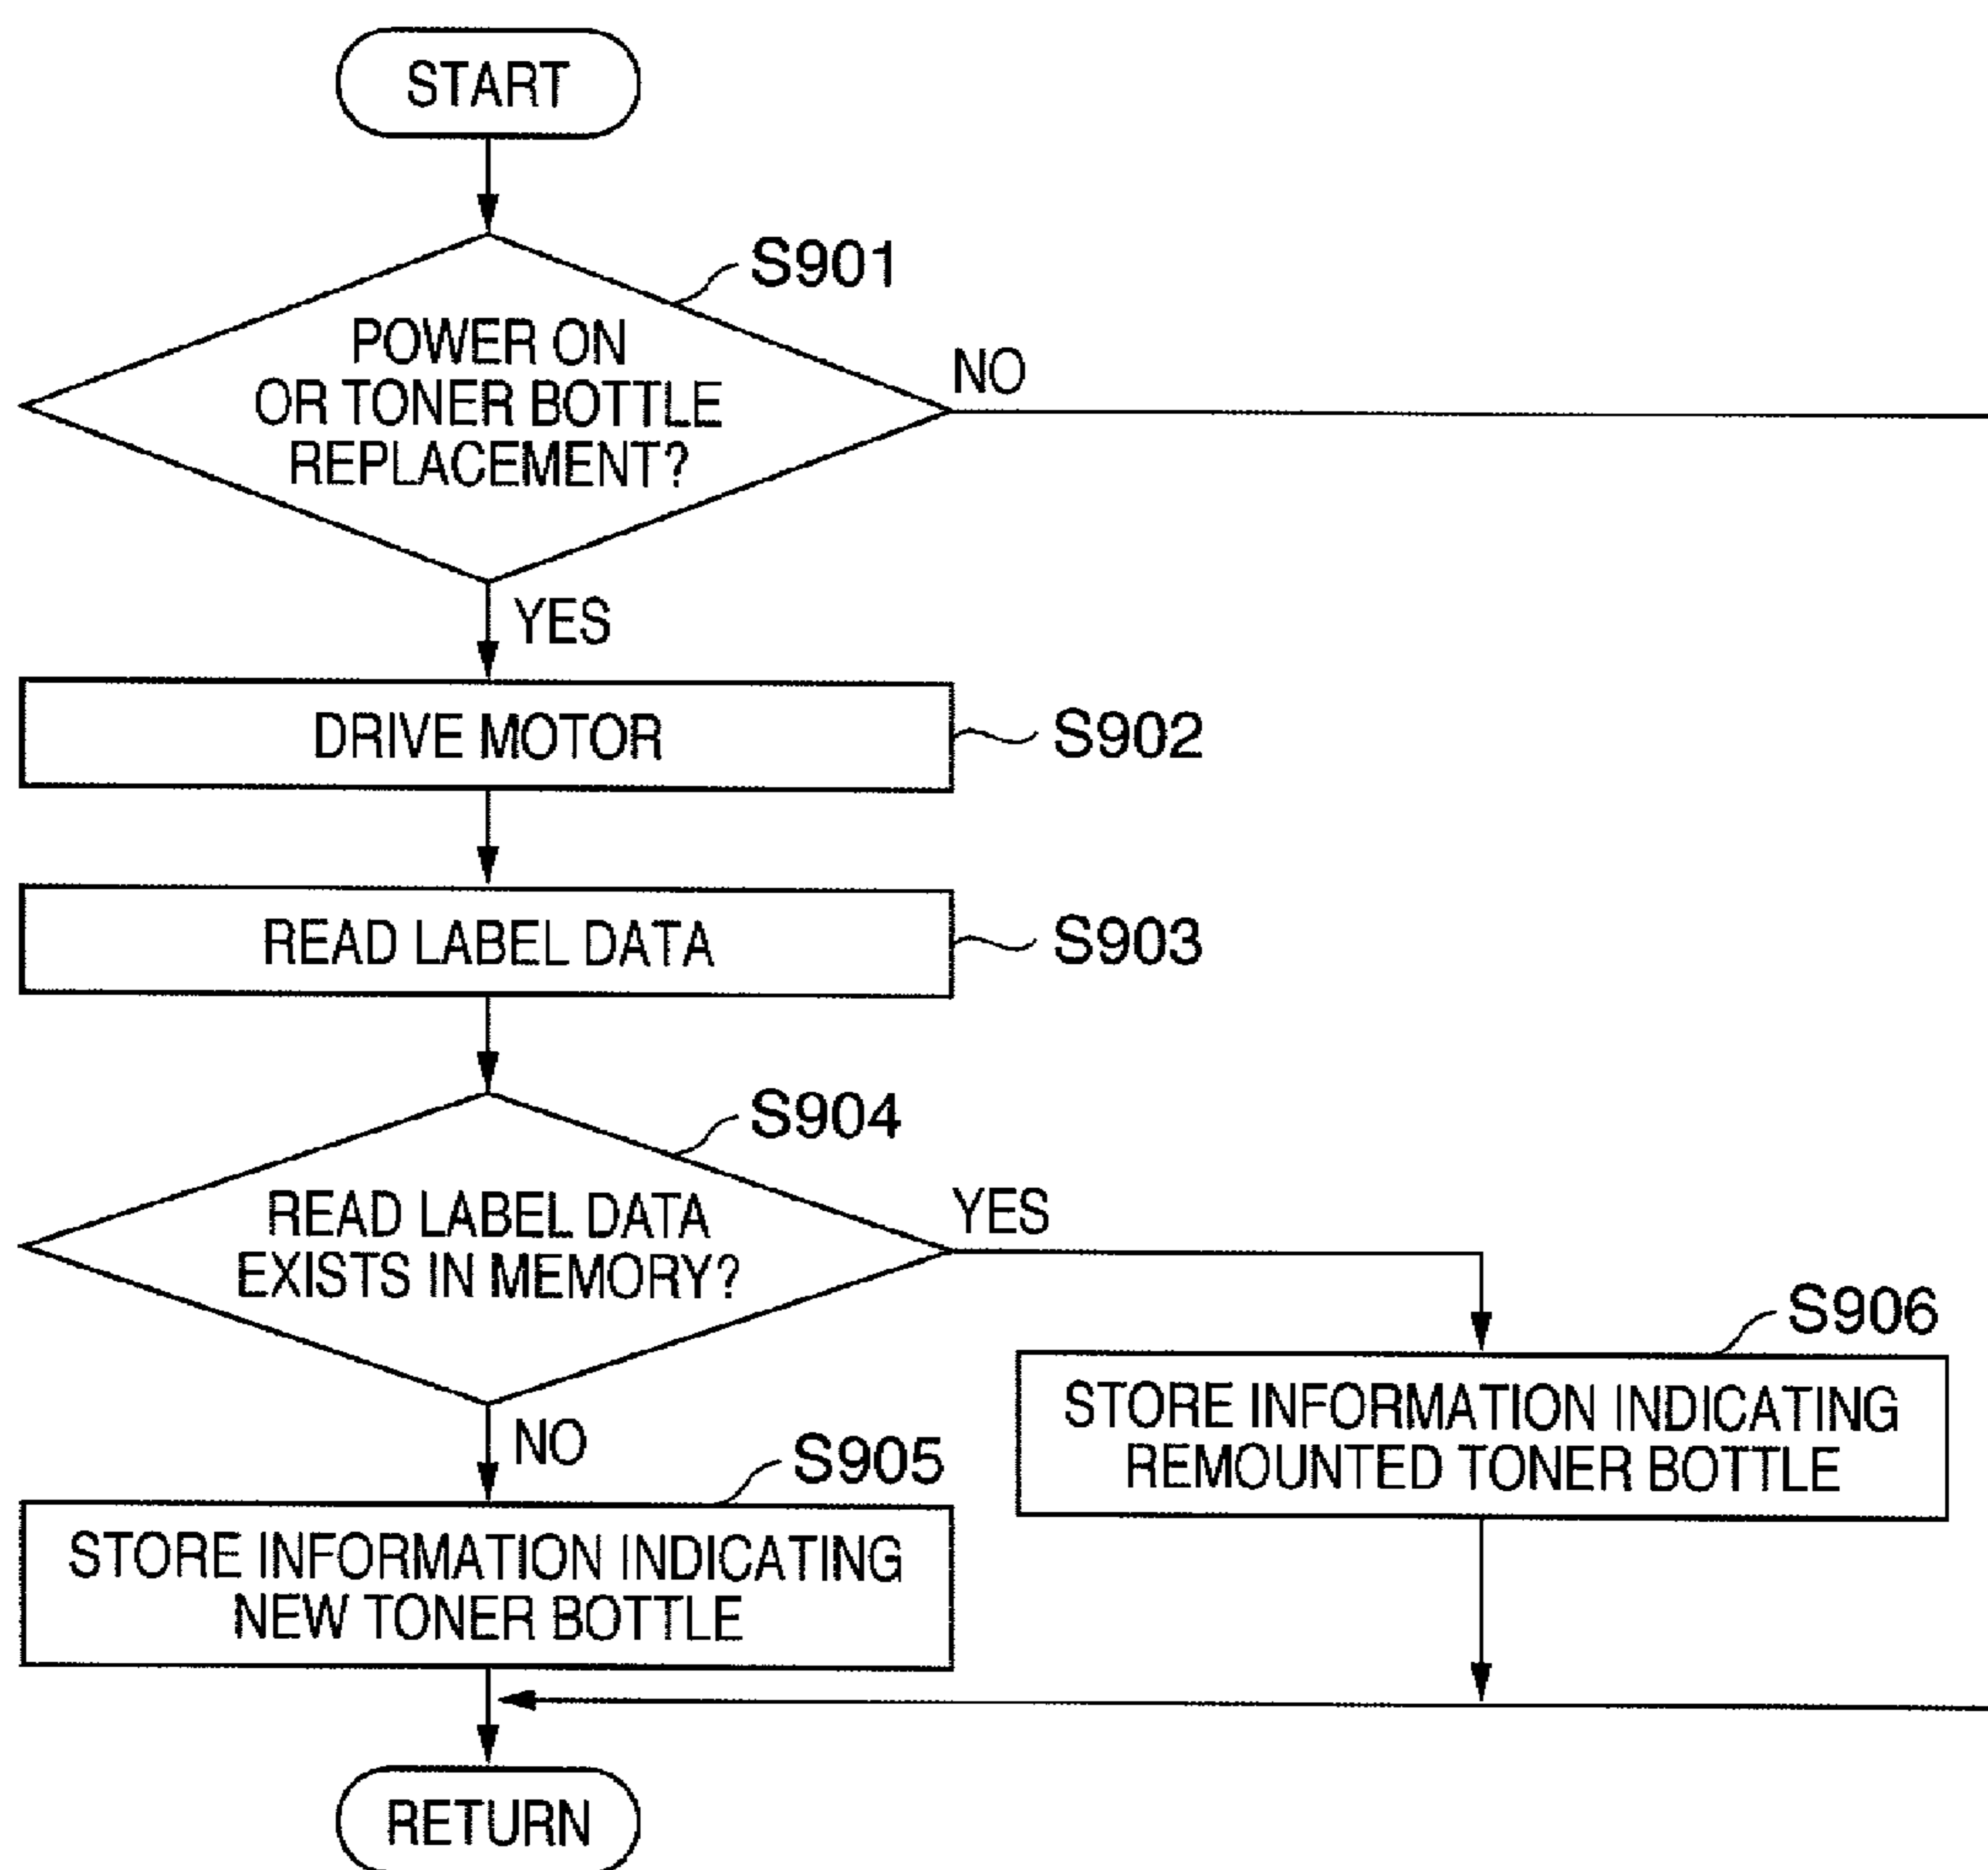 START
S901
POWER ON
OR TONER BOTTLE
REPLACEMENT?
NO
YES
DRIVE MOTOR
S902
READ LABEL DATA
S903
S904
READ LABEL DATA
EXISTS IN MEMORY?
YES
NO
S906
STORE INFORMATION INDICATING
REMOUNTED TONER BOTTLE
S905
STORE INFORMATION INDICATING
NEW TONER BOTTLE
RETURN